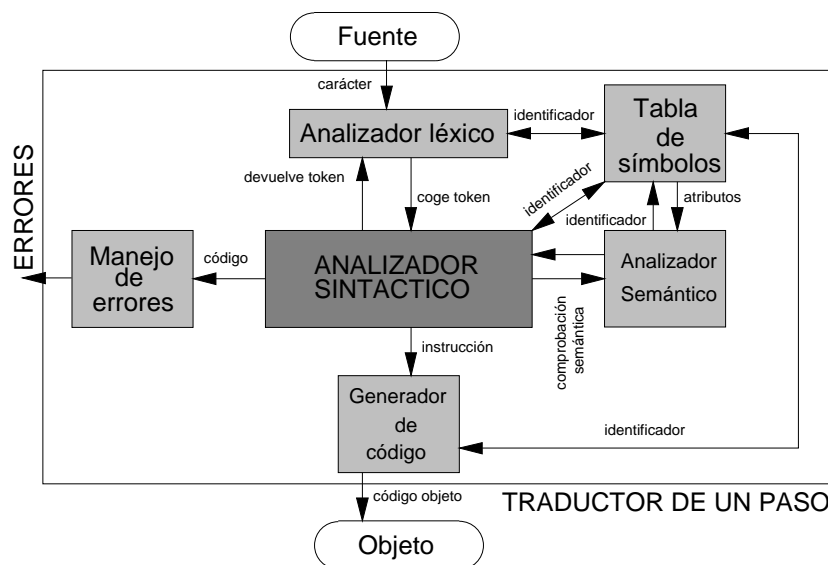 Fuente
carácter
Analizador léxico
identificador
Tabla
de
símbolos
devuelve token
coge token
identificador
identificador
atributos
ERRORES
Manejo
de
errores
código
ANALIZADOR
SINTACTICO
Analizador
Semántico
comprobación
semántica
instrucción
Generador
de
código
identificador
código objeto
TRADUCTOR DE UN PASO
Objeto